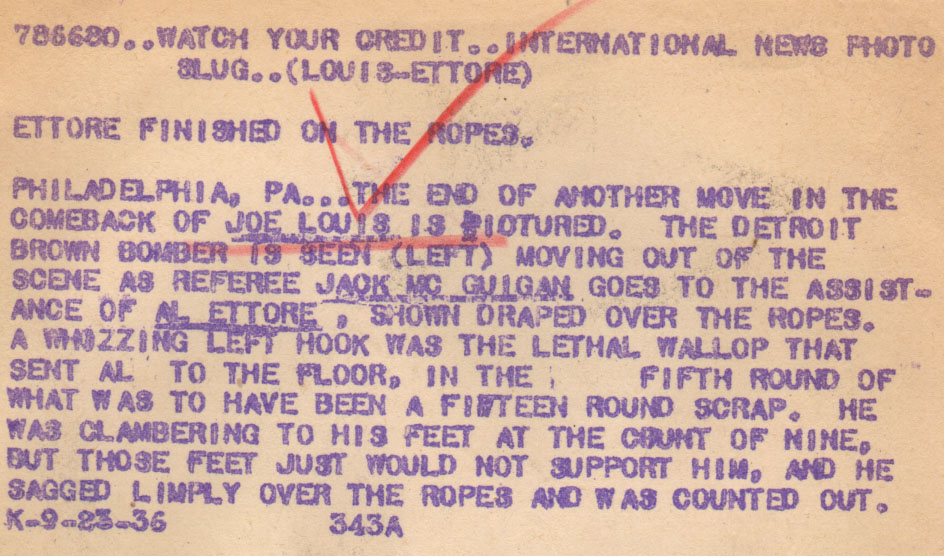 786680..WATCH YOUR CREDIT..INTERNATIONAL NEWS PHOTO
SLUG..(LOUIS-ETTORE)
ETTORE FINISHED ON THE ROPES.
PHILADELPHIA, PA...THE END OF ANOTHER MOVE IN THE
COMEBACK OF JOE LOUIS IS PIOTURED. THE DETROIT
BROWN BOMBER IS SEEN (LEFT) MOVING OUT OF THE
SCENE AS REFEREE JACK MC GUIGAN GOES TO THE ASSIST-
ANCE OF AL ETTORE , SHOWN DRAPED OVER THE ROPES.
A WHIZZING LEFT HOOK WAS THE LETHAL WALLOP THAT
SENT AL TO THE FLOOR, IN THE FIFTH ROUND OF
WHAT WAS TO HAVE BEEN A FIFTEEN ROUND SCRAP. HE
WAS CLAMBERING TO HIS FEET AT THE COUNT OF NINE,
BUT THOSE FEET JUST WOULD NOT SUPPORT HIM, AND HE
SAGGED LIMPLY OVER THE ROPES AND WAS COUNTED OUT.
K-9-23-36 343A